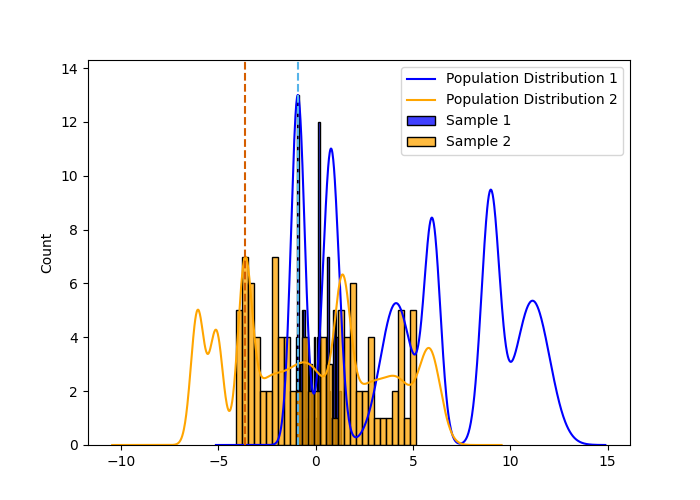 Population Distribution 1
Population Distribution 2
Sample 1
Sample 2
Count
14
12
10
8
6
4
2
0
−10 −5 0 5 10 15